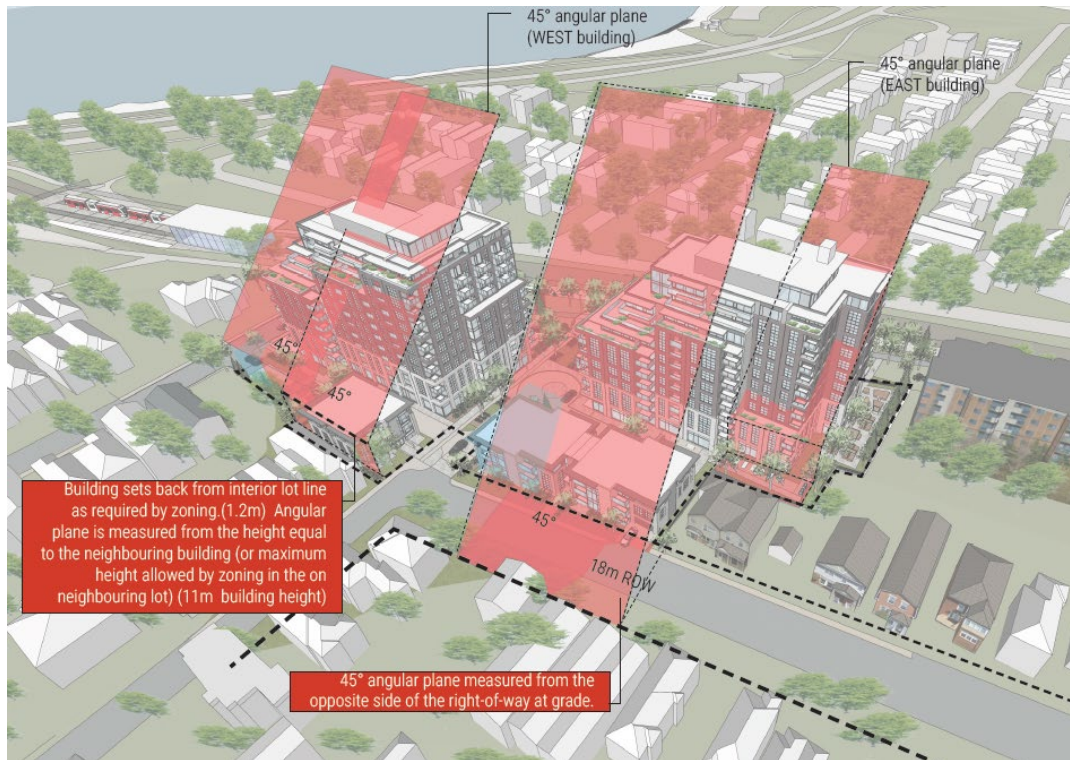 45° angular plane
(WEST building)
45° angular plane
(EAST building)
45°
45°
45°
18m ROW
Building sets back from interior lot line
as required by zoning.(1.2m) Angular
plane is measured from the height equal
to the neighbouring building (or maximum
height allowed by zoning in the on
neighbouring lot) (11m building height)
45° angular plane measured from the
opposite side of the right-of-way at grade.